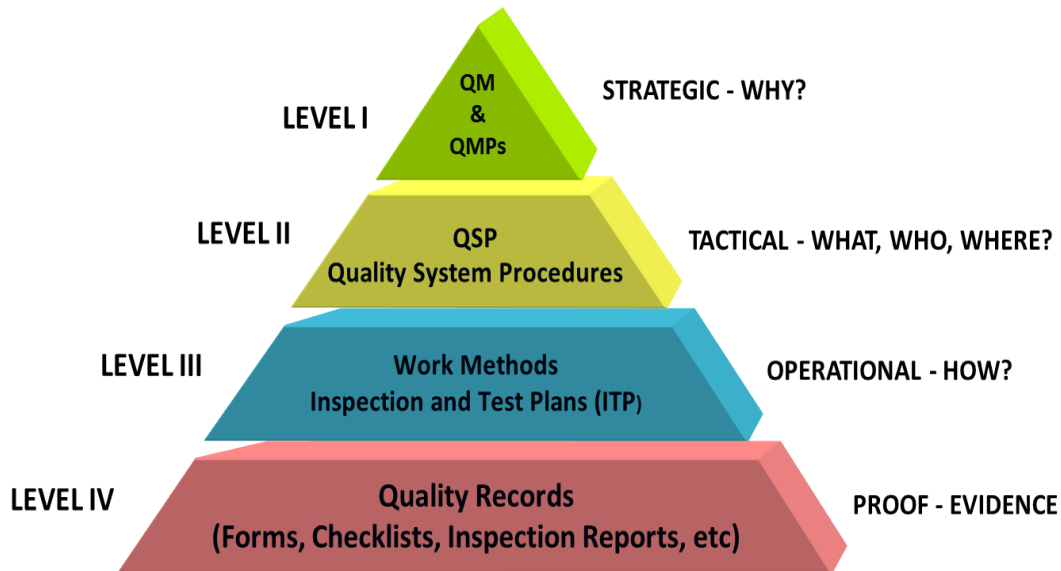 LEVEL I
QM
&
QMPs
STRATEGIC - WHY?
LEVEL II
QSP
Quality System Procedures
TACTICAL - WHAT, WHO, WHERE?
LEVEL III
Work Methods
Inspection and Test Plans (ITP)
OPERATIONAL - HOW?
LEVEL IV
Quality Records
(Forms, Checklists, Inspection Reports, etc)
PROOF - EVIDENCE